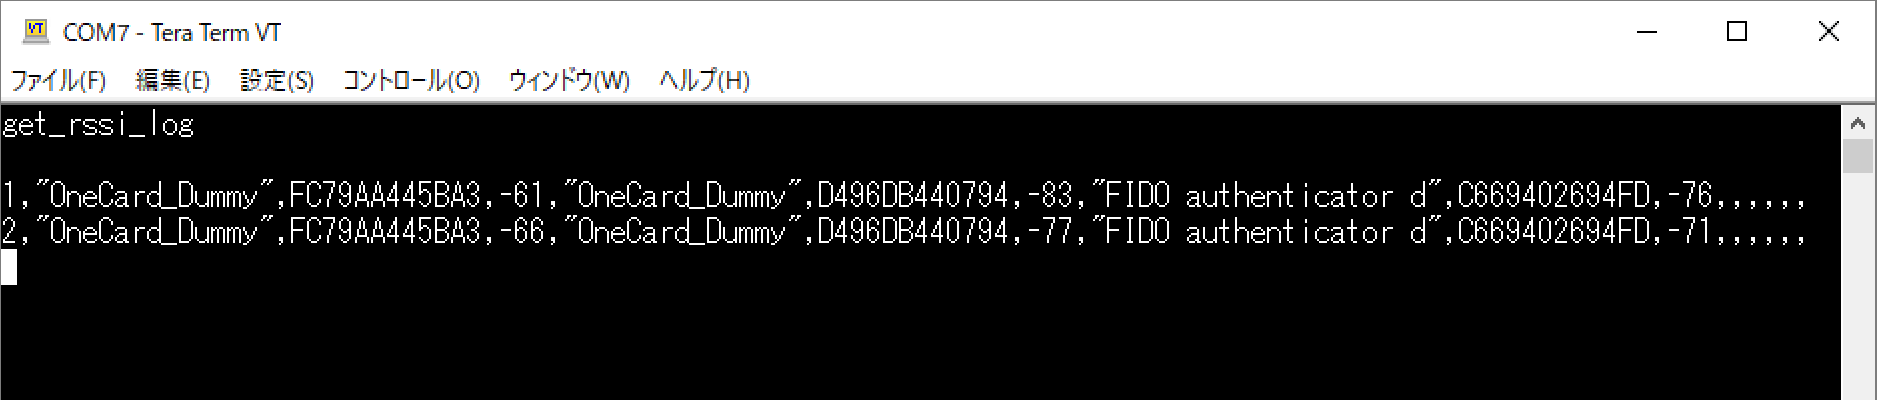 COM7 - Tera Term VT
ファイル(F) 編集(E) 設定(S) コントロール(O) ウィンドウ(W) ヘルプ(H)
get_rssi_log
1,"OneCard_Dummy",FC79AA445BA3,-61,"OneCard_Dummy",D496DB440794,-83,"FIDO authenticator d",C669402694FD,-76,,,,,,
2,"OneCard_Dummy",FC79AA445BA3,-66,"OneCard_Dummy",D496DB440794,-77,"FIDO authenticator d",C669402694FD,-71,,,,,,